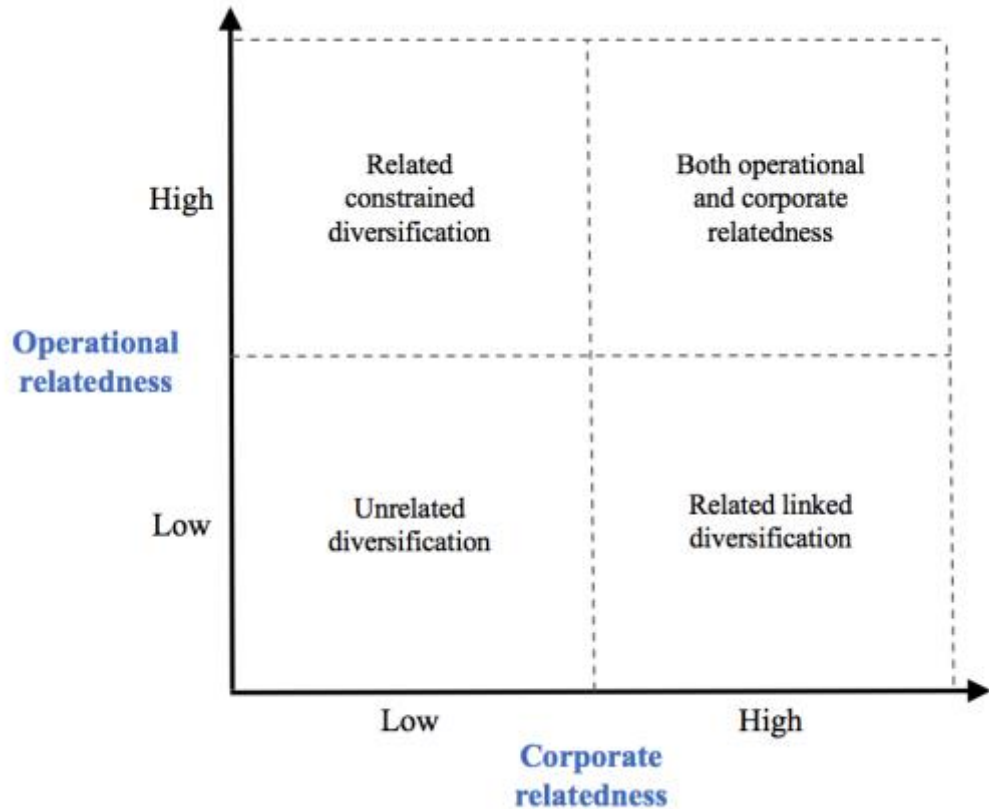 Related
constrained
diversification
Both operational
and corporate
relatedness
High
Operational
relatedness
Low
Unrelated
diversification
Related linked
diversification
Low
High
Corporate
relatedness